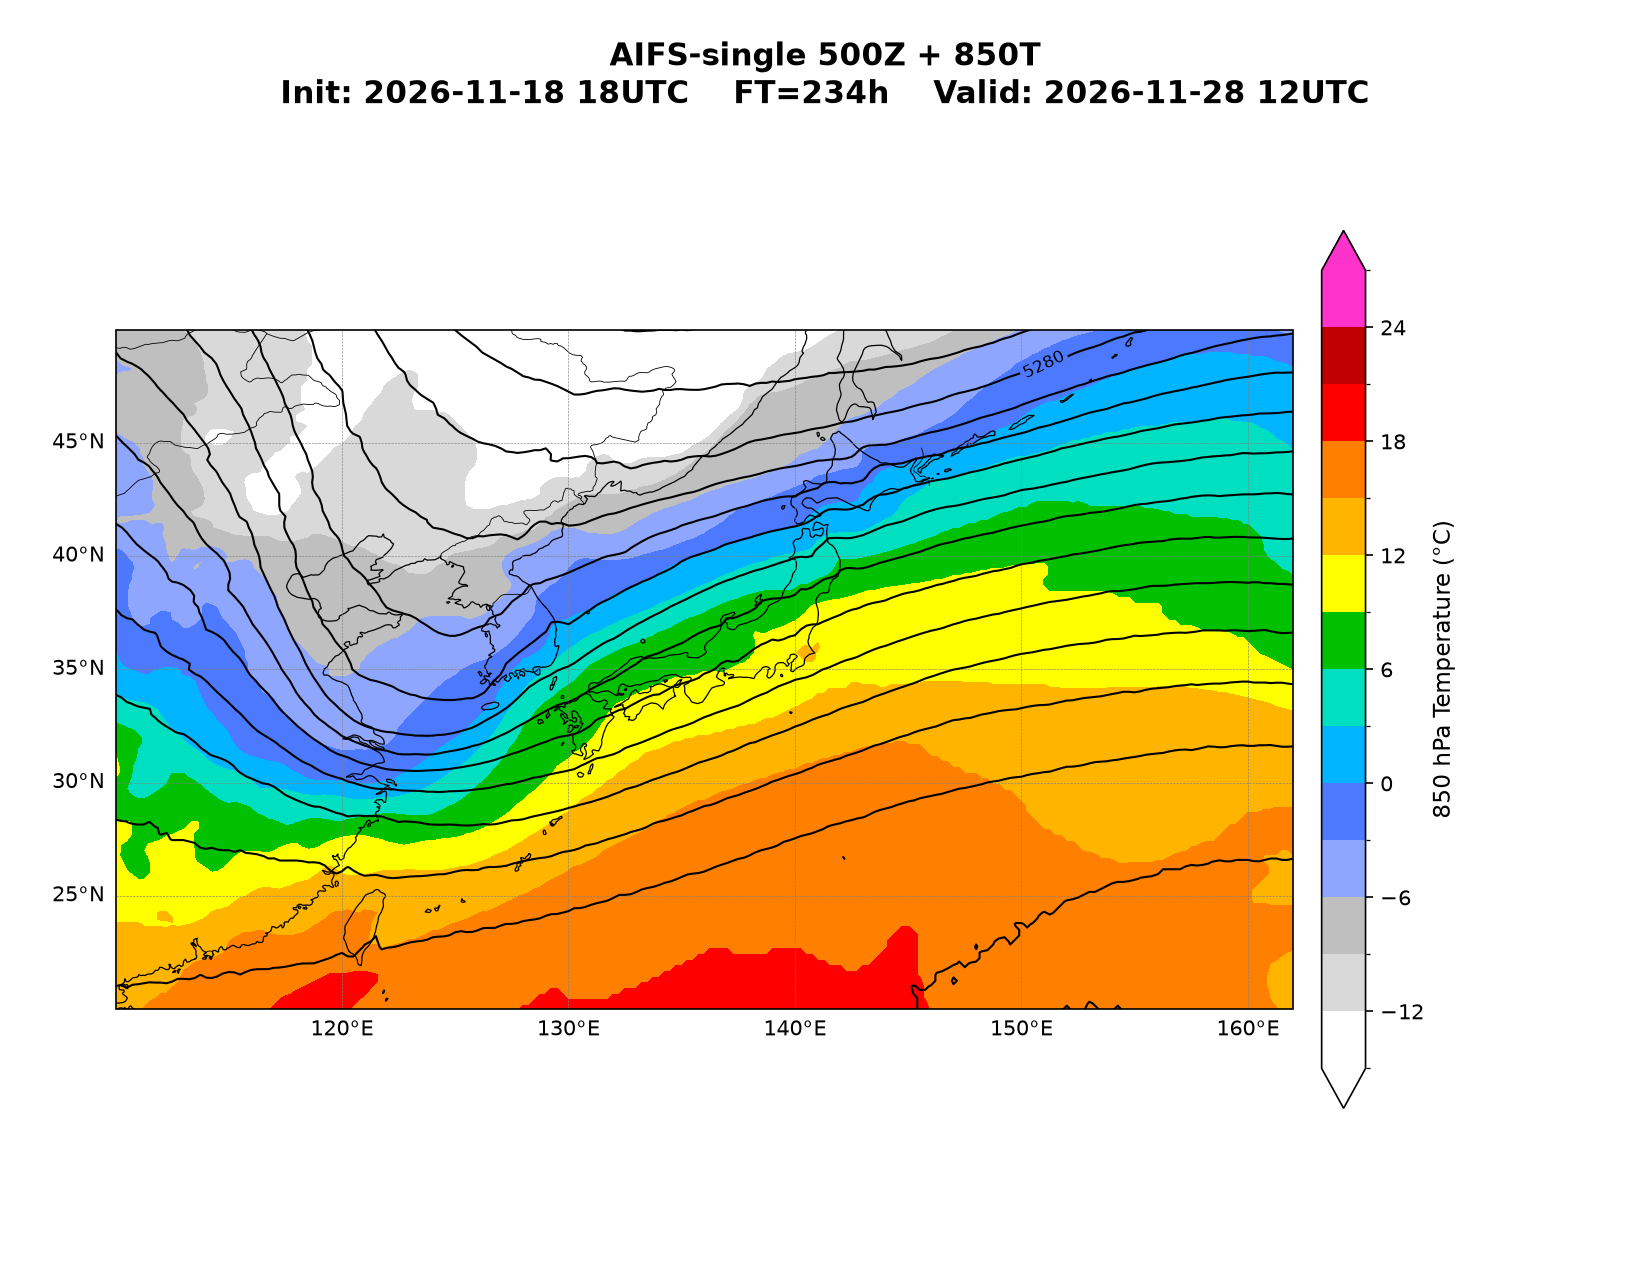 AIFS-single 500Z + 850T
Init: 2026-11-18 18UTC    FT=234h    Valid: 2026-11-28 12UTC
5280
45°N
40°N
35°N
30°N
25°N
120°E
130°E
140°E
150°E
160°E
24
18
12
6
0
−6
−12
850 hPa Temperature (°C)